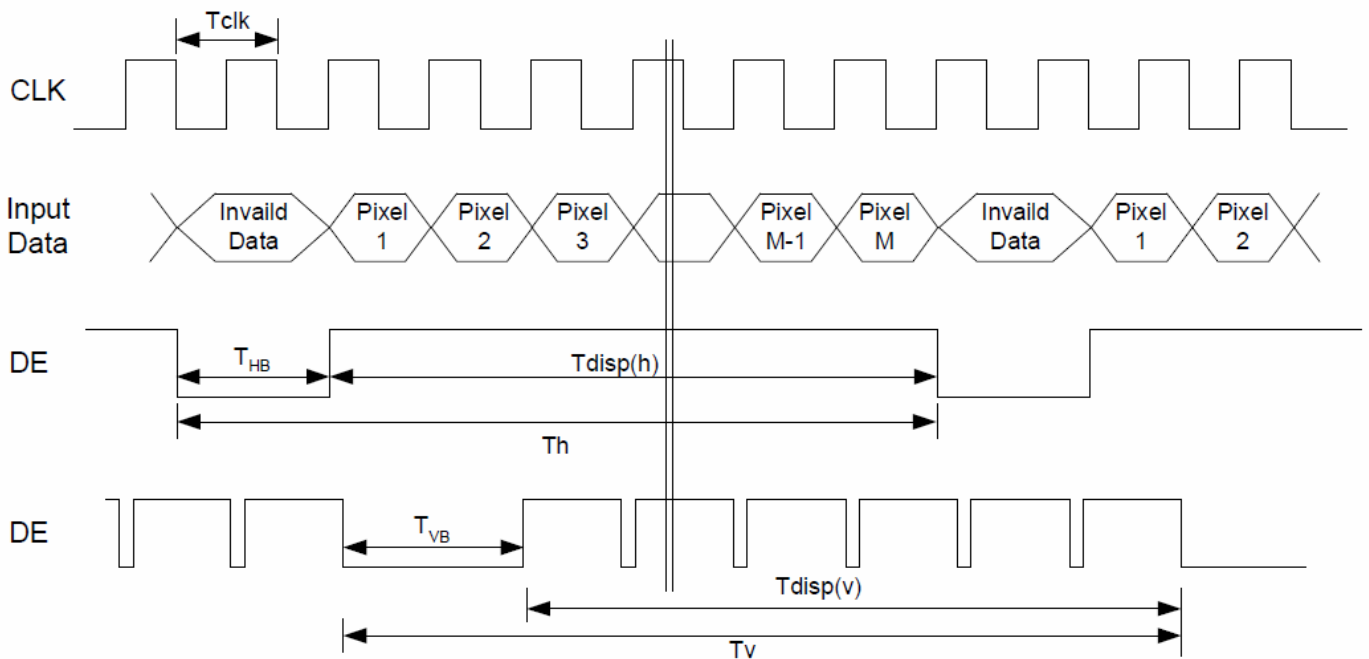 Tclk
CLK
Input
Data
Invaild
Data
Pixel
1
Pixel
2
Pixel
3
Pixel
M-1
Pixel
M
Invaild
Data
Pixel
1
Pixel
2
DE
THB
Tdisp(h)
Th
DE
TVB
Tdisp(v)
Tv